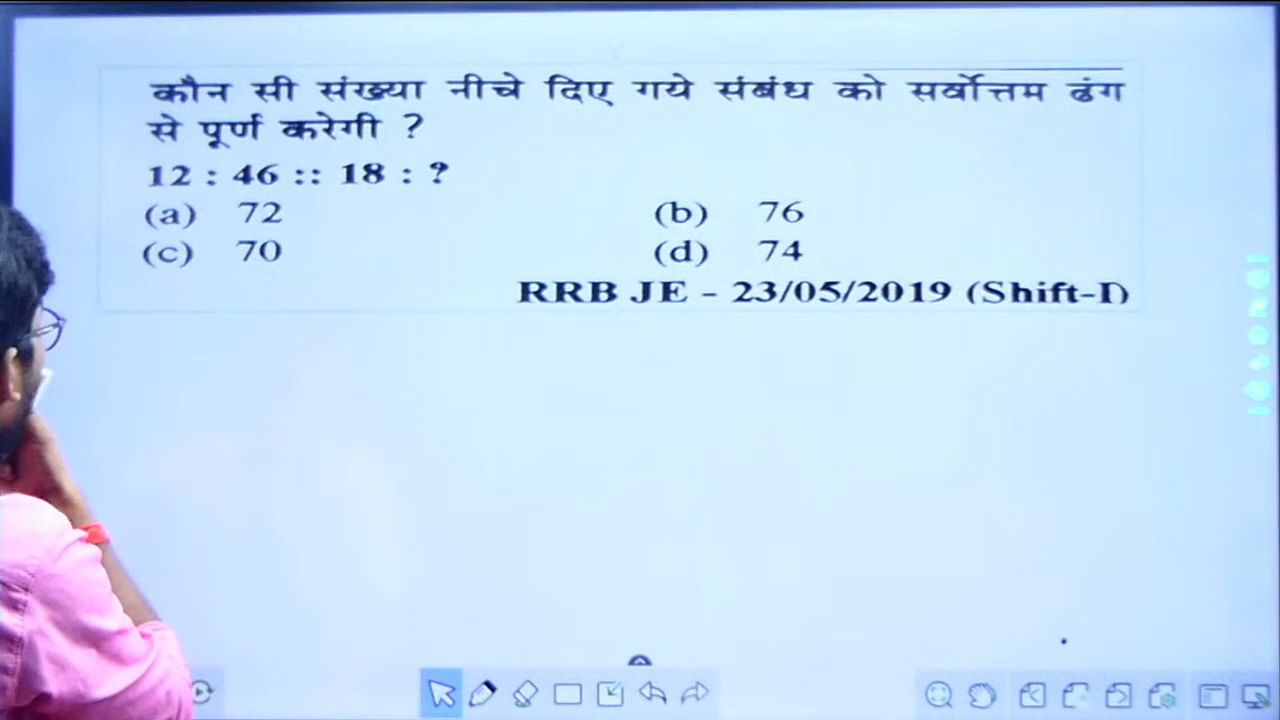 कौन सी संख्या नीचे दिए गये संबंध को सर्वोत्तम ढंग
से पूर्ण करेगी ?
12 : 46 :: 18 : ?
(a) 72 (b) 76
(c) 70 (d) 74
RRB JE - 23/05/2019 (Shift-I)